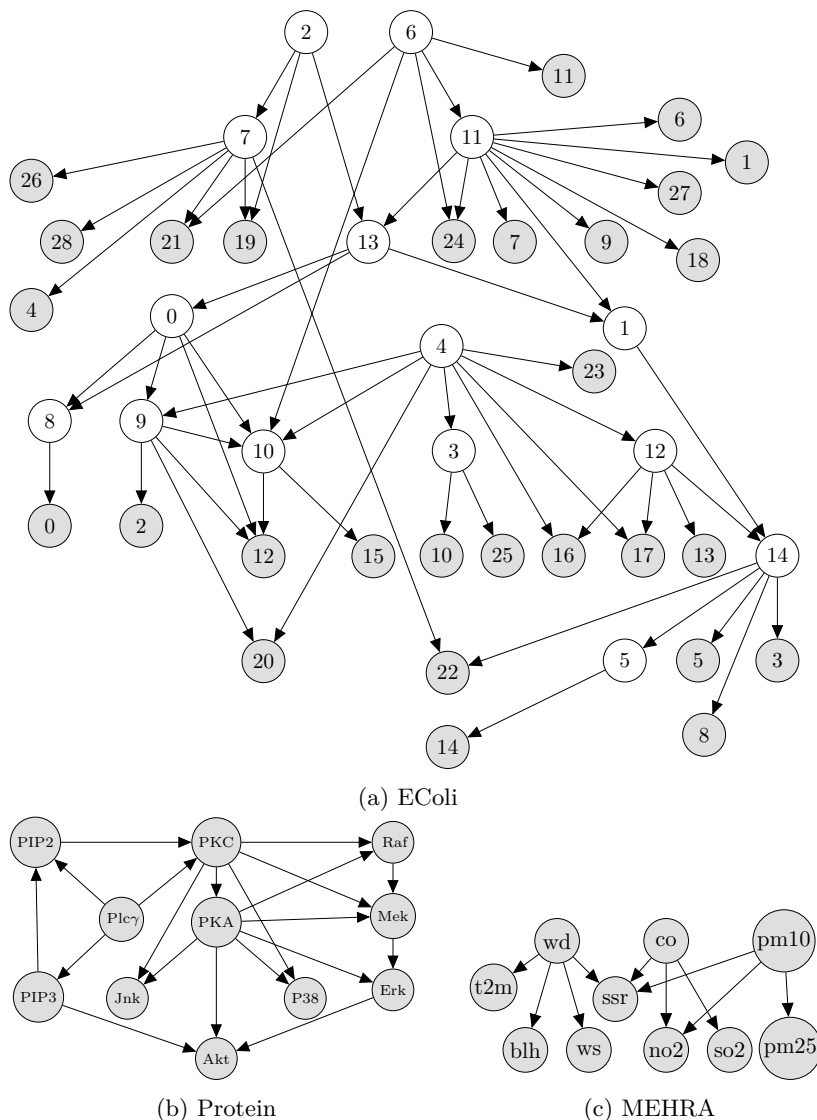 2
6
11
7
11
6
1
26
27
28
21
19
13
24
7
9
18
4
0
1
4
23
8
9
10
3
12
0
2
12
15
10
25
16
17
13
14
20
22
5
5
3
14
8
(a) EColi
PIP2
PKC
Raf
Plcγ
PKA
Mek
PIP3
Jnk
P38
Erk
Akt
(b) Protein
wd
co
pm10
t2m
ssr
blh
ws
no2
so2
pm25
(c) MEHRA